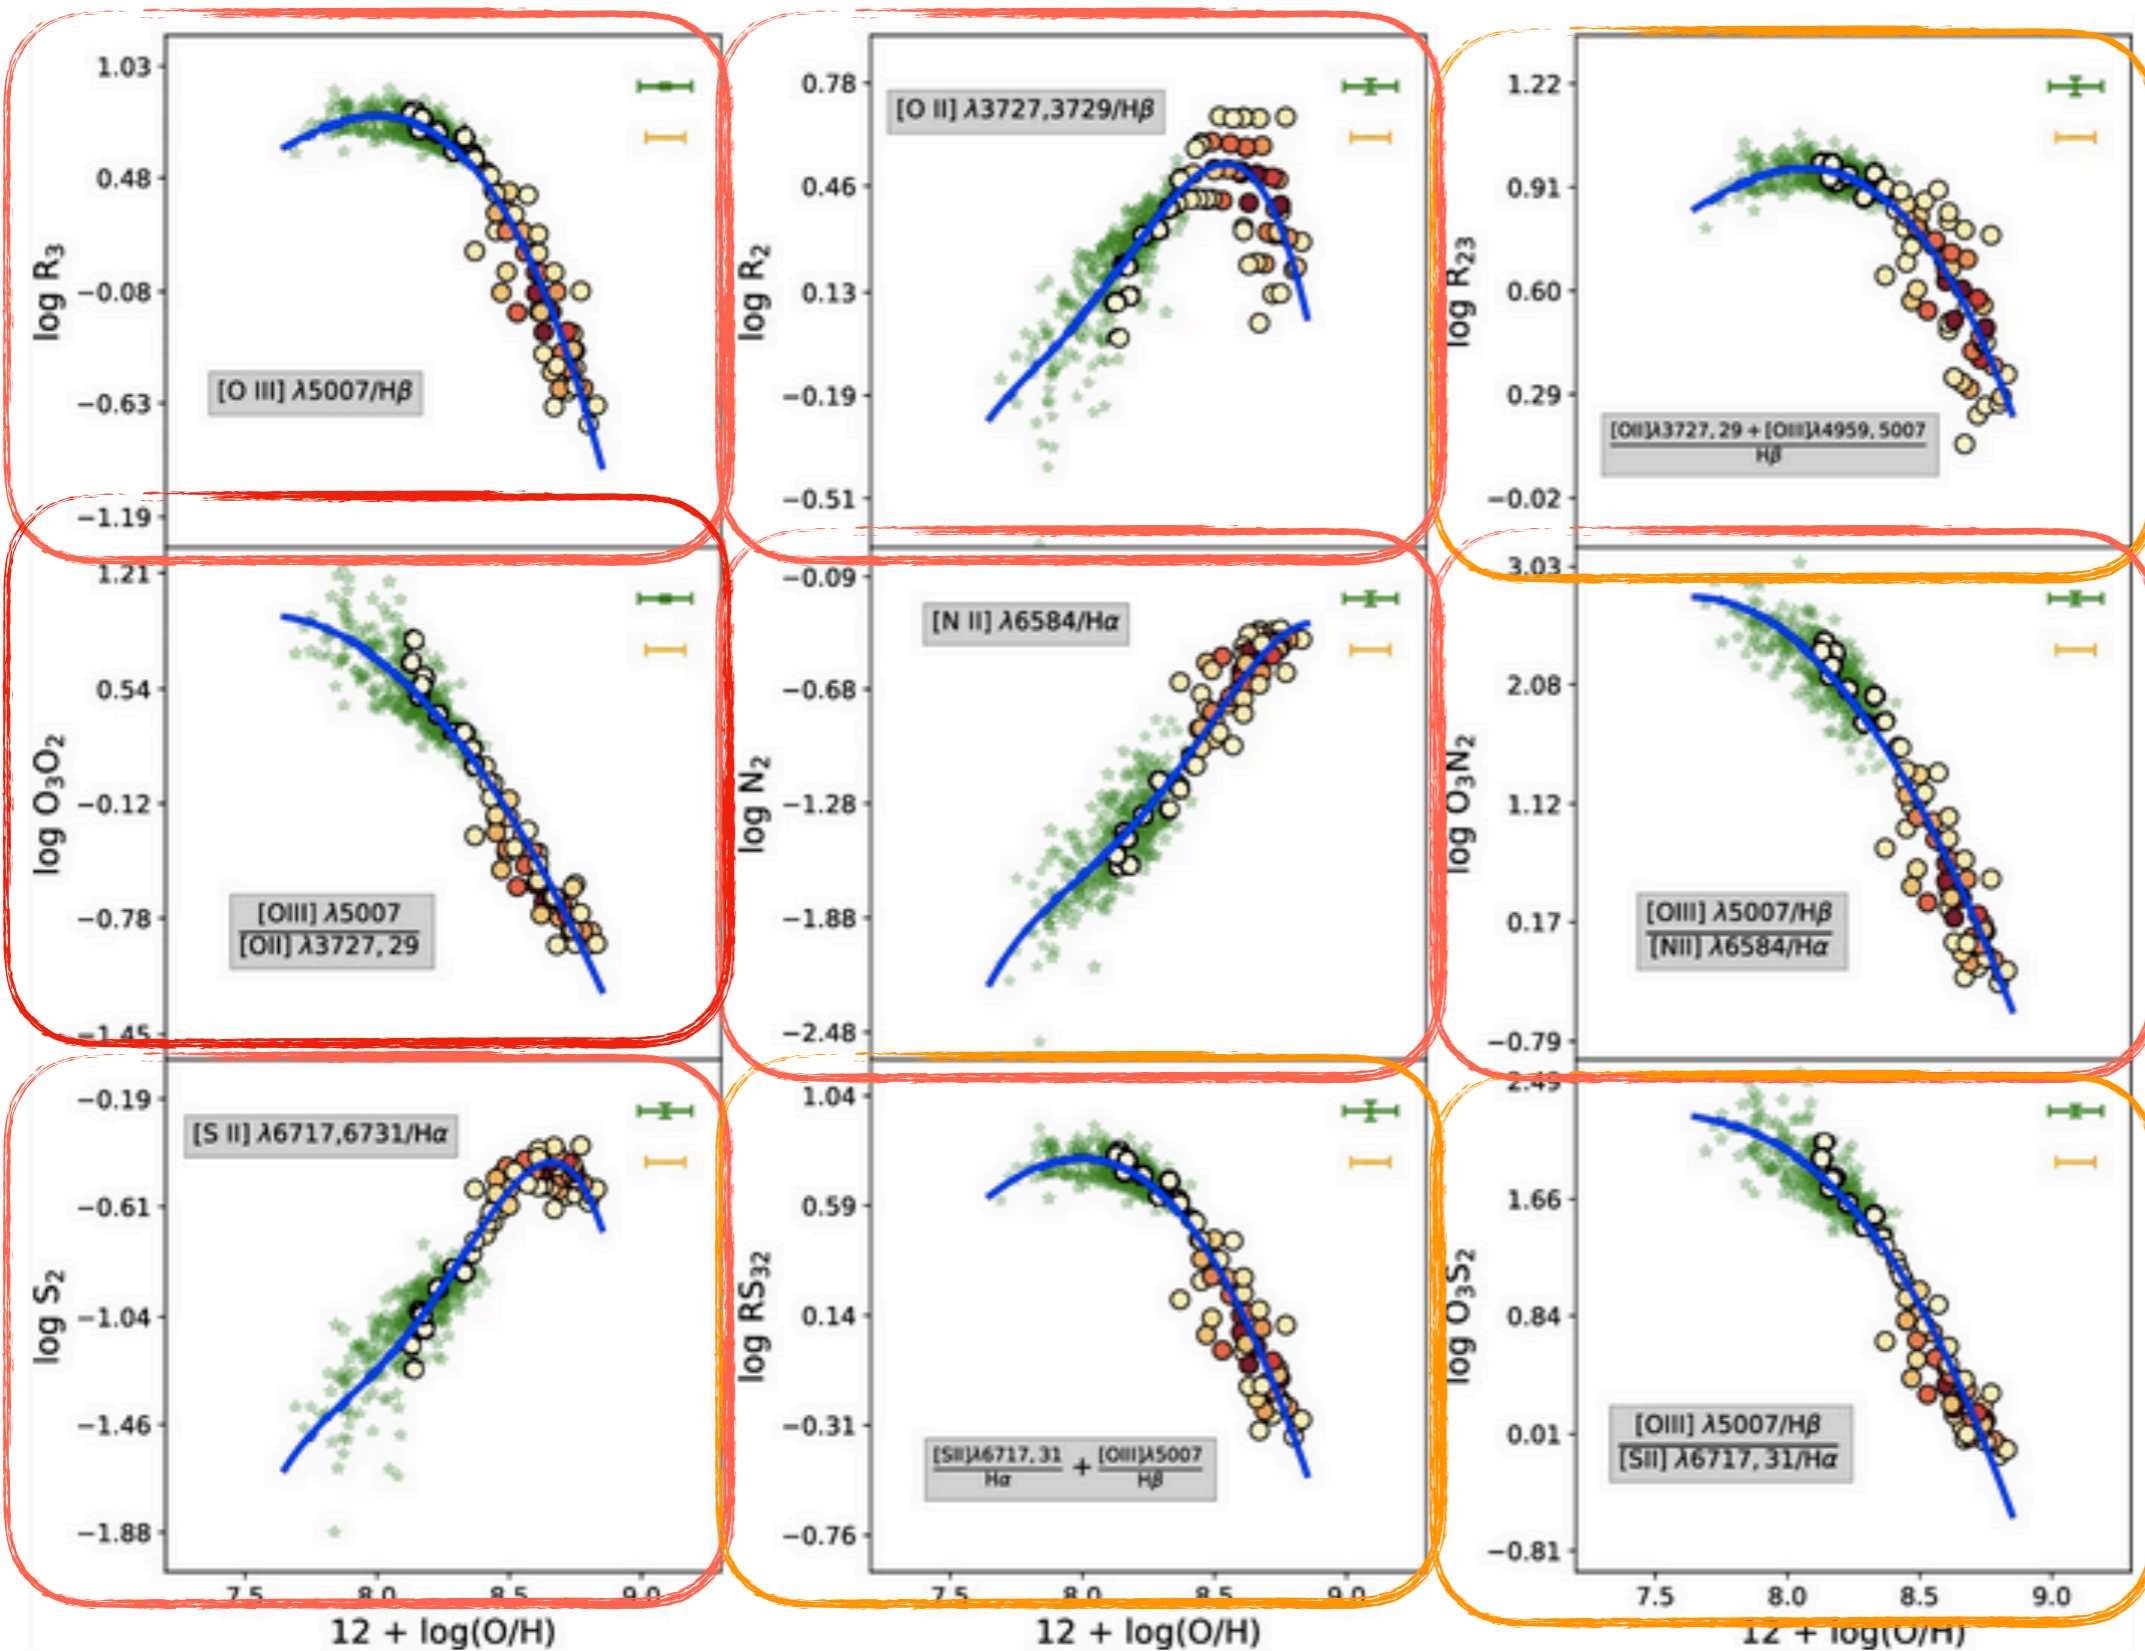 1.03
0.48
−0.08
−0.63
−1.19
log R3
[O III] λ5007/Hβ
0.78
0.46
0.13
−0.19
−0.51
log R2
[O II] λ3727,3729/Hβ
1.22
0.91
0.60
0.29
−0.02
log R23
[OII]λ3727, 29 + [OIII]λ4959, 5007
Hβ
1.21
0.54
−0.12
−0.78
−1.45
log O3O2
[OIII] λ5007
[OII] λ3727, 29
−0.09
−0.68
−1.28
−1.88
−2.48
log N2
[N II] λ6584/Hα
3.03
2.08
1.12
0.17
−0.79
log O3N2
[OIII] λ5007/Hβ
[NII] λ6584/Hα
−0.19
−0.61
−1.04
−1.46
−1.88
log S2
[S II] λ6717,6731/Hα
7.5 8.0 8.5 9.0
12 + log(O/H)
1.04
0.59
0.14
−0.31
−0.76
log RS32
[SII]λ6717, 31 + [OIII]λ5007
Hα Hβ
7.5 8.0 8.5 9.0
12 + log(O/H)
2.49
1.66
0.84
0.01
−0.81
log O3S2
[OIII] λ5007/Hβ
[SII] λ6717, 31/Hα
7.5 8.0 8.5 9.0
12 + log(O/H)